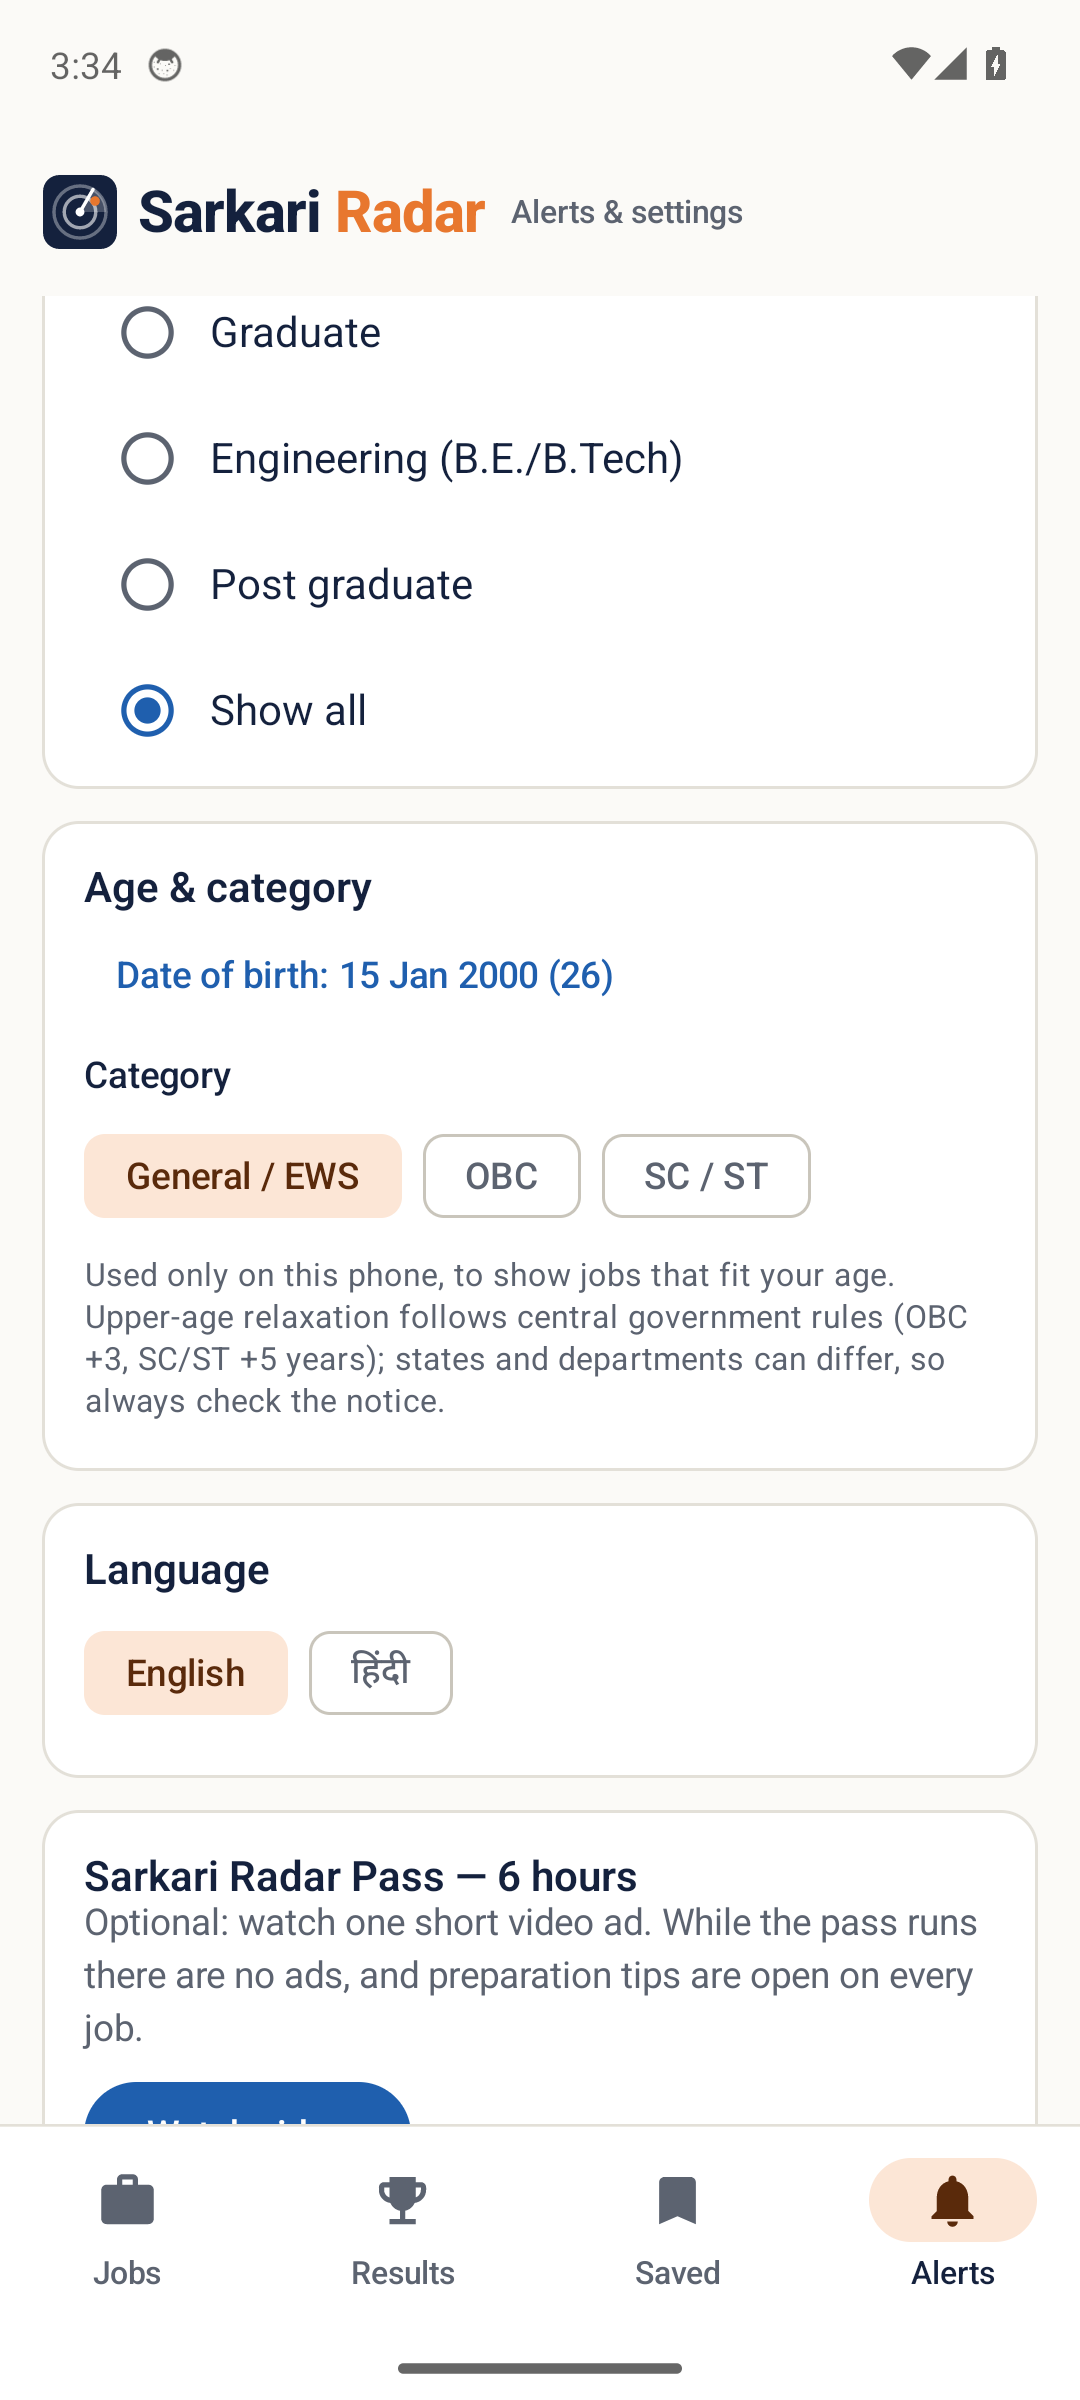 3:34
Sarkari Radar Alerts & settings
Graduate
Engineering (B.E./B.Tech)
Post graduate
Show all
Age & category
Date of birth: 15 Jan 2000 (26)
Category
General / EWS OBC SC / ST
Used only on this phone, to show jobs that fit your age.
Upper-age relaxation follows central government rules (OBC
+3, SC/ST +5 years); states and departments can differ, so
always check the notice.
Language
English हिंदी
Sarkari Radar Pass — 6 hours
Optional: watch one short video ad. While the pass runs
there are no ads, and preparation tips are open on every
job.
Jobs Results Saved Alerts